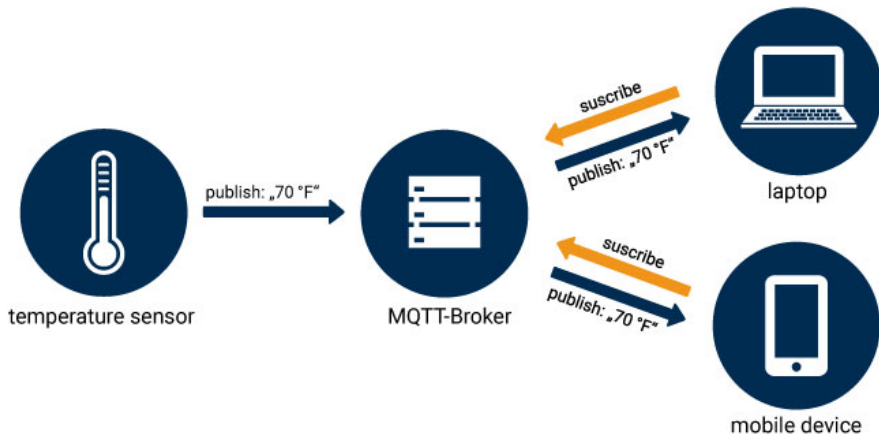 suscribe
publish: „70 °F“
laptop
publish: „70 °F“
temperature sensor
MQTT-Broker
suscribe
publish: „70 °F“
mobile device